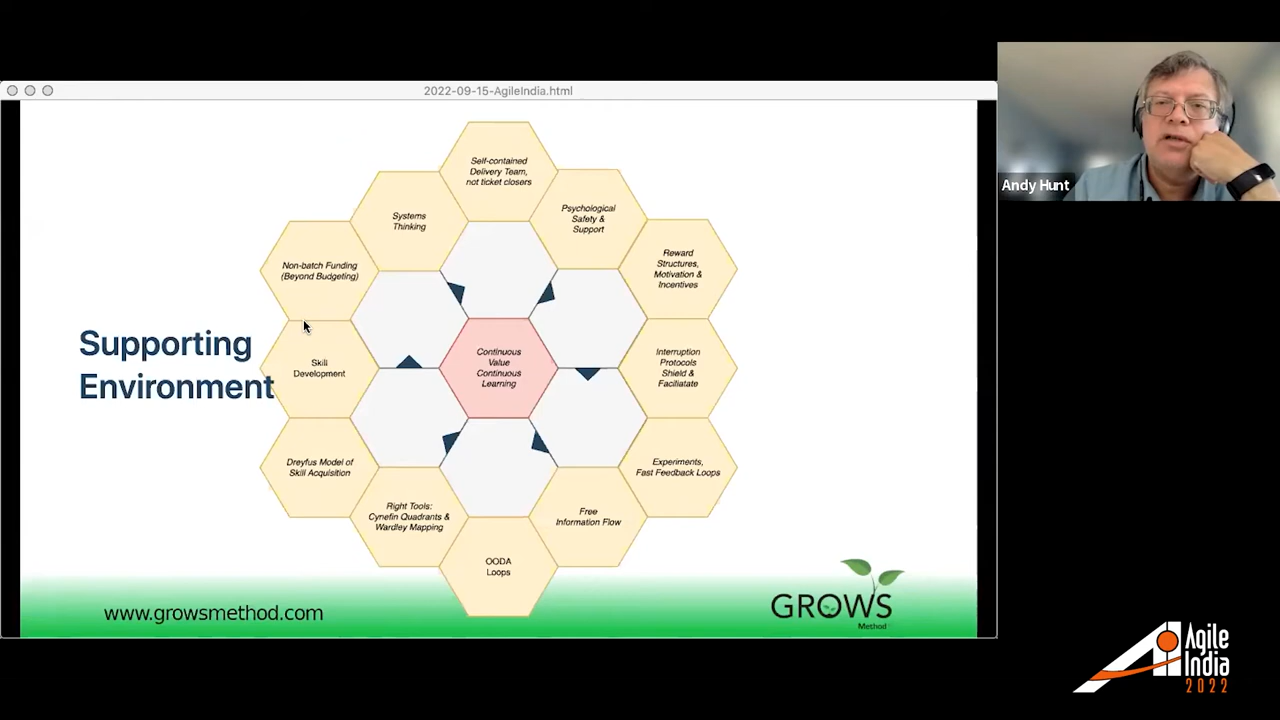 2022-09-15-AgileIndia.html
Andy Hunt
Self-contained
Delivery Team,
not ticket closers
Systems
Thinking
Psychological
Safety &
Support
Non-batch Funding
(Beyond Budgeting)
Reward
Structures,
Motivation &
Incentives
Supporting
Environment
Skill
Development
Continuous
Value
Continuous
Learning
Interruption
Protocols
Shield &
Faciliatate
Dreyfus Model of
Skill Acquisition
Experiments,
Fast Feedback Loops
Right Tools:
Cynefin Quadrants &
Wardley Mapping
Free
Information Flow
OODA
Loops
www.growsmethod.com
GROWS
Method
Agile
India
2022